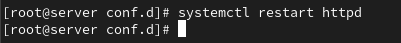 [root@server conf.d]# systemctl restart httpd
[root@server conf.d]#